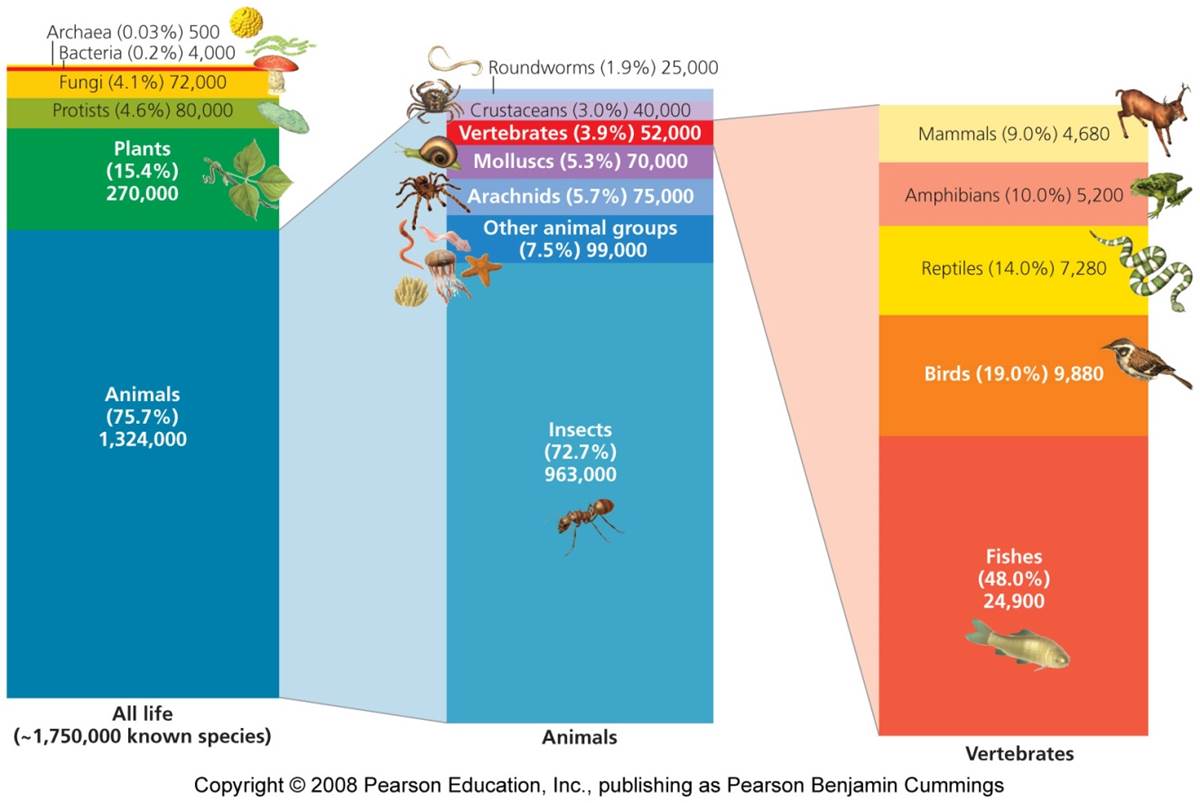 Archaea (0.03%) 500
Bacteria (0.2%) 4,000
Fungi (4.1%) 72,000
Protists (4.6%) 80,000
Plants
(15.4%)
270,000
Animals
(75.7%)
1,324,000
All life
(~1,750,000 known species)
Roundworms (1.9%) 25,000
Crustaceans (3.0%) 40,000
Vertebrates (3.9%) 52,000
Molluscs (5.3%) 70,000
Arachnids (5.7%) 75,000
Other animal groups
(7.5%) 99,000
Insects
(72.7%)
963,000
Animals
Mammals (9.0%) 4,680
Amphibians (10.0%) 5,200
Reptiles (14.0%) 7,280
Birds (19.0%) 9,880
Fishes
(48.0%)
24,900
Vertebrates
Copyright © 2008 Pearson Education, Inc., publishing as Pearson Benjamin Cummings